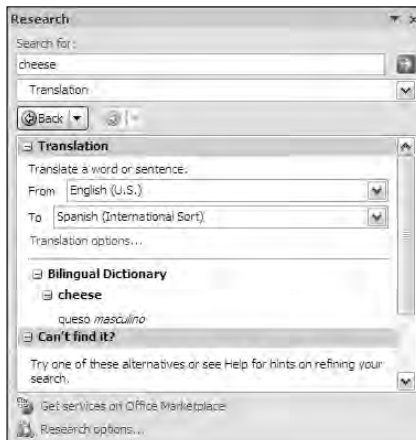 Research
Search for:
cheese
Translation
Back
Translation
Translate a word or sentence.
From English (U.S.)
To Spanish (International Sort)
Translation options...
Bilingual Dictionary
cheese
queso masculino
Can't find it?
Try one of these alternatives or see Help for hints on refining your
search.
Get services on Office Marketplace
Research options...